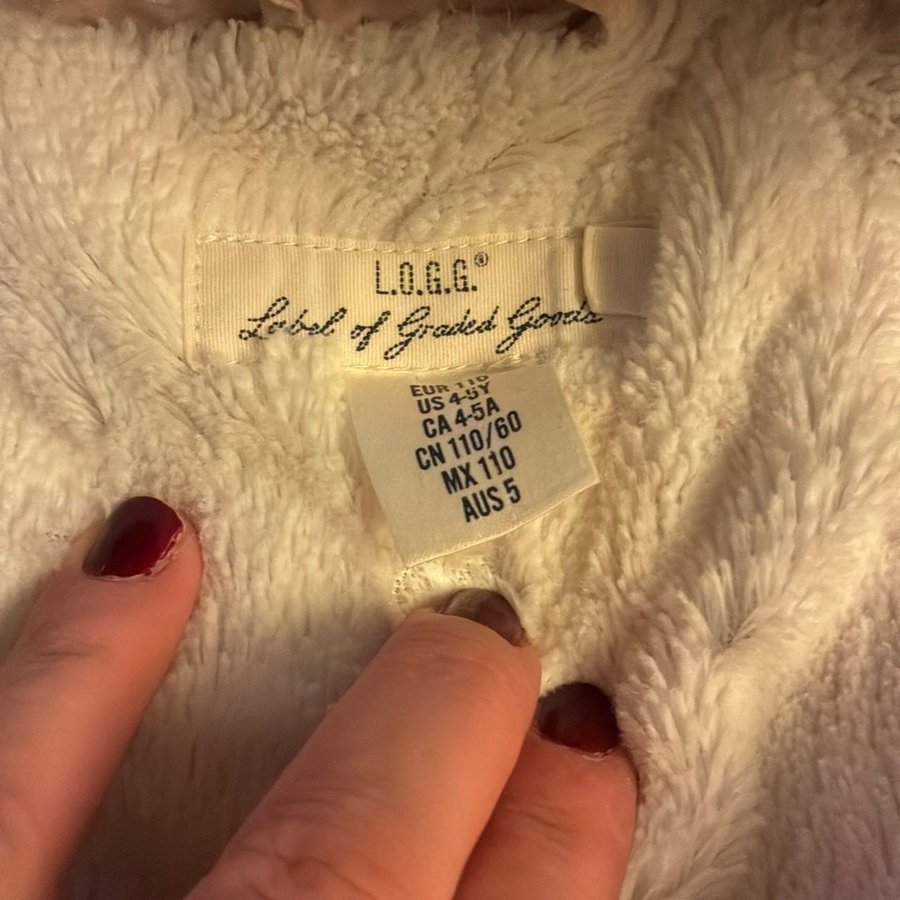 L.O.G.G.®
Label of Graded Goods
EUR 110
US 4-5Y
CA 4-5A
CN 110/60
MX 110
AUS 5